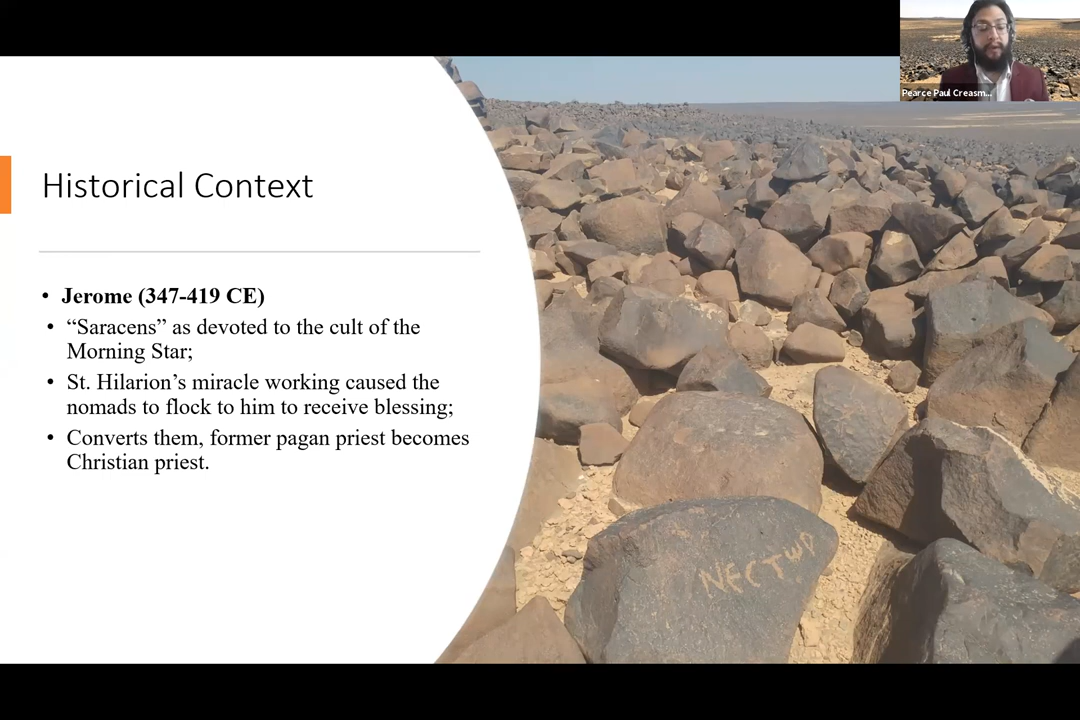 Pearce Paul Creasm...
Historical Context
• Jerome (347-419 CE)
• “Saracens” as devoted to the cult of the
Morning Star;
• St. Hilarion’s miracle working caused the
nomads to flock to him to receive blessing;
• Converts them, former pagan priest becomes
Christian priest.